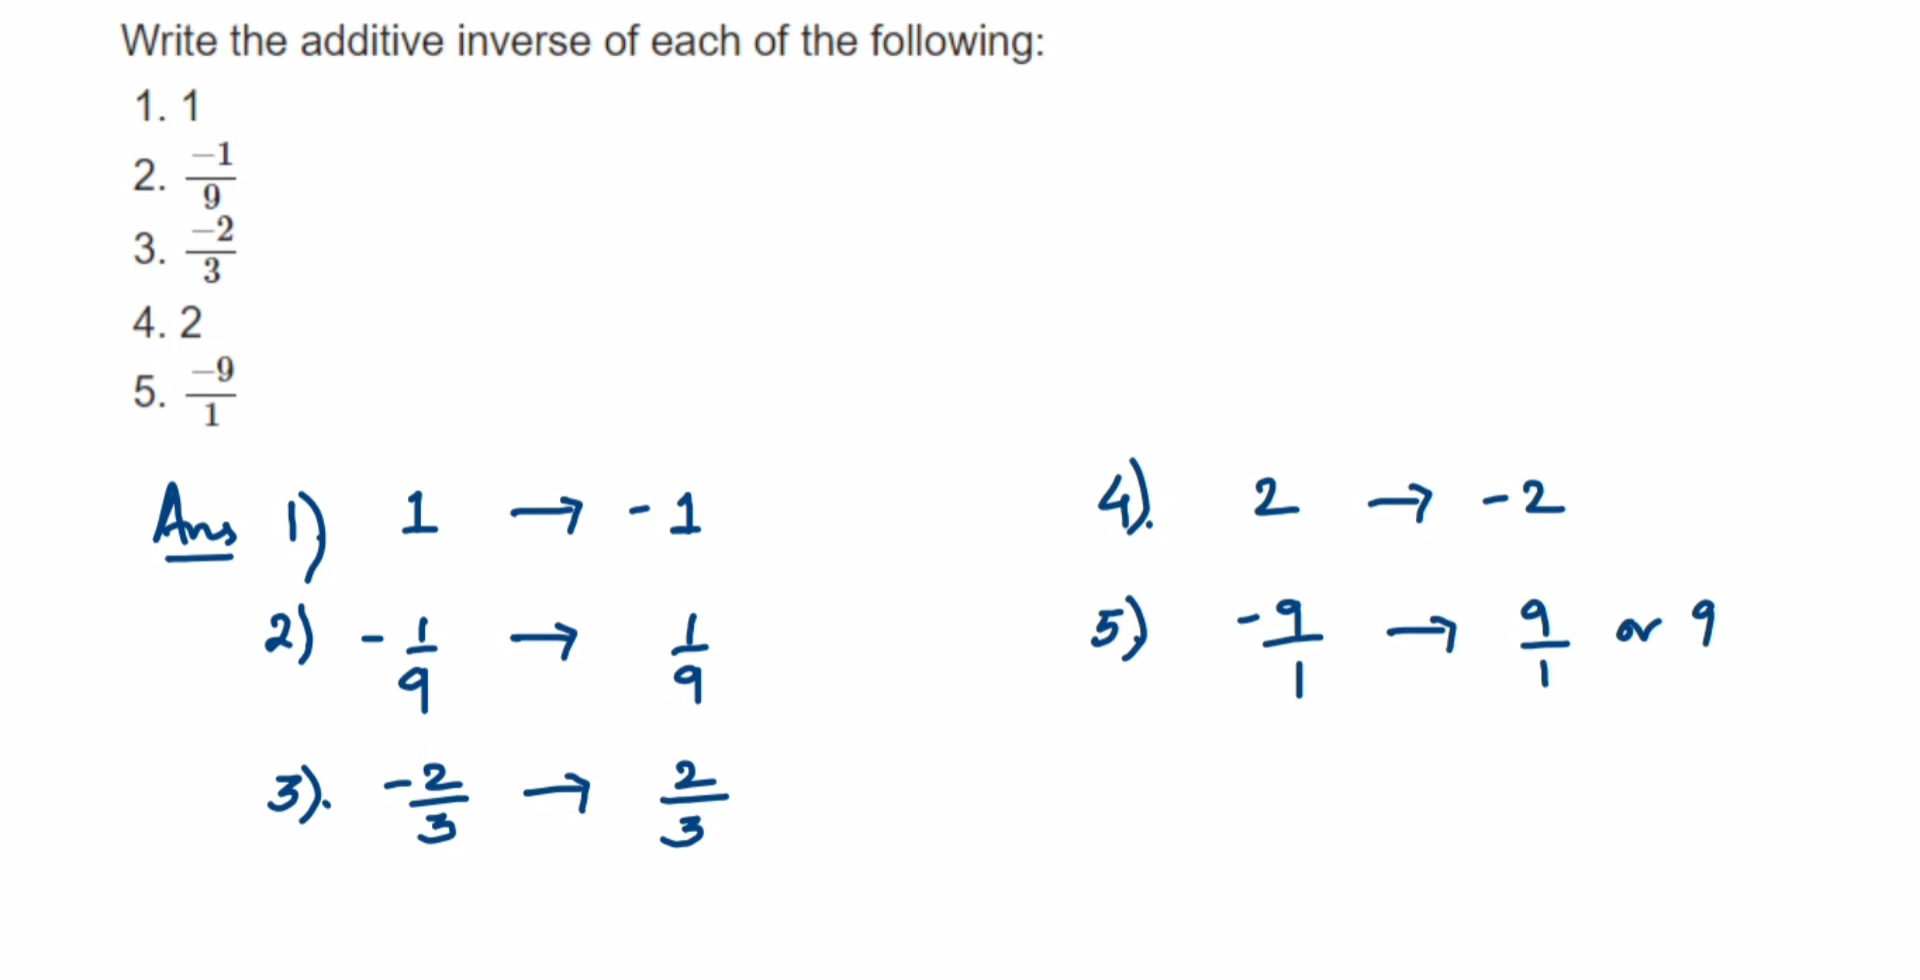 Write the additive inverse of each of the following:
1. 1
2. −1/9
3. −2/3
4. 2
5. −9/1
Ans 1) 1 → -1
2) -1/9 → 1/9
3). -2/3 → 2/3
4). 2 → -2
5) -9/1 → 9/1 or 9